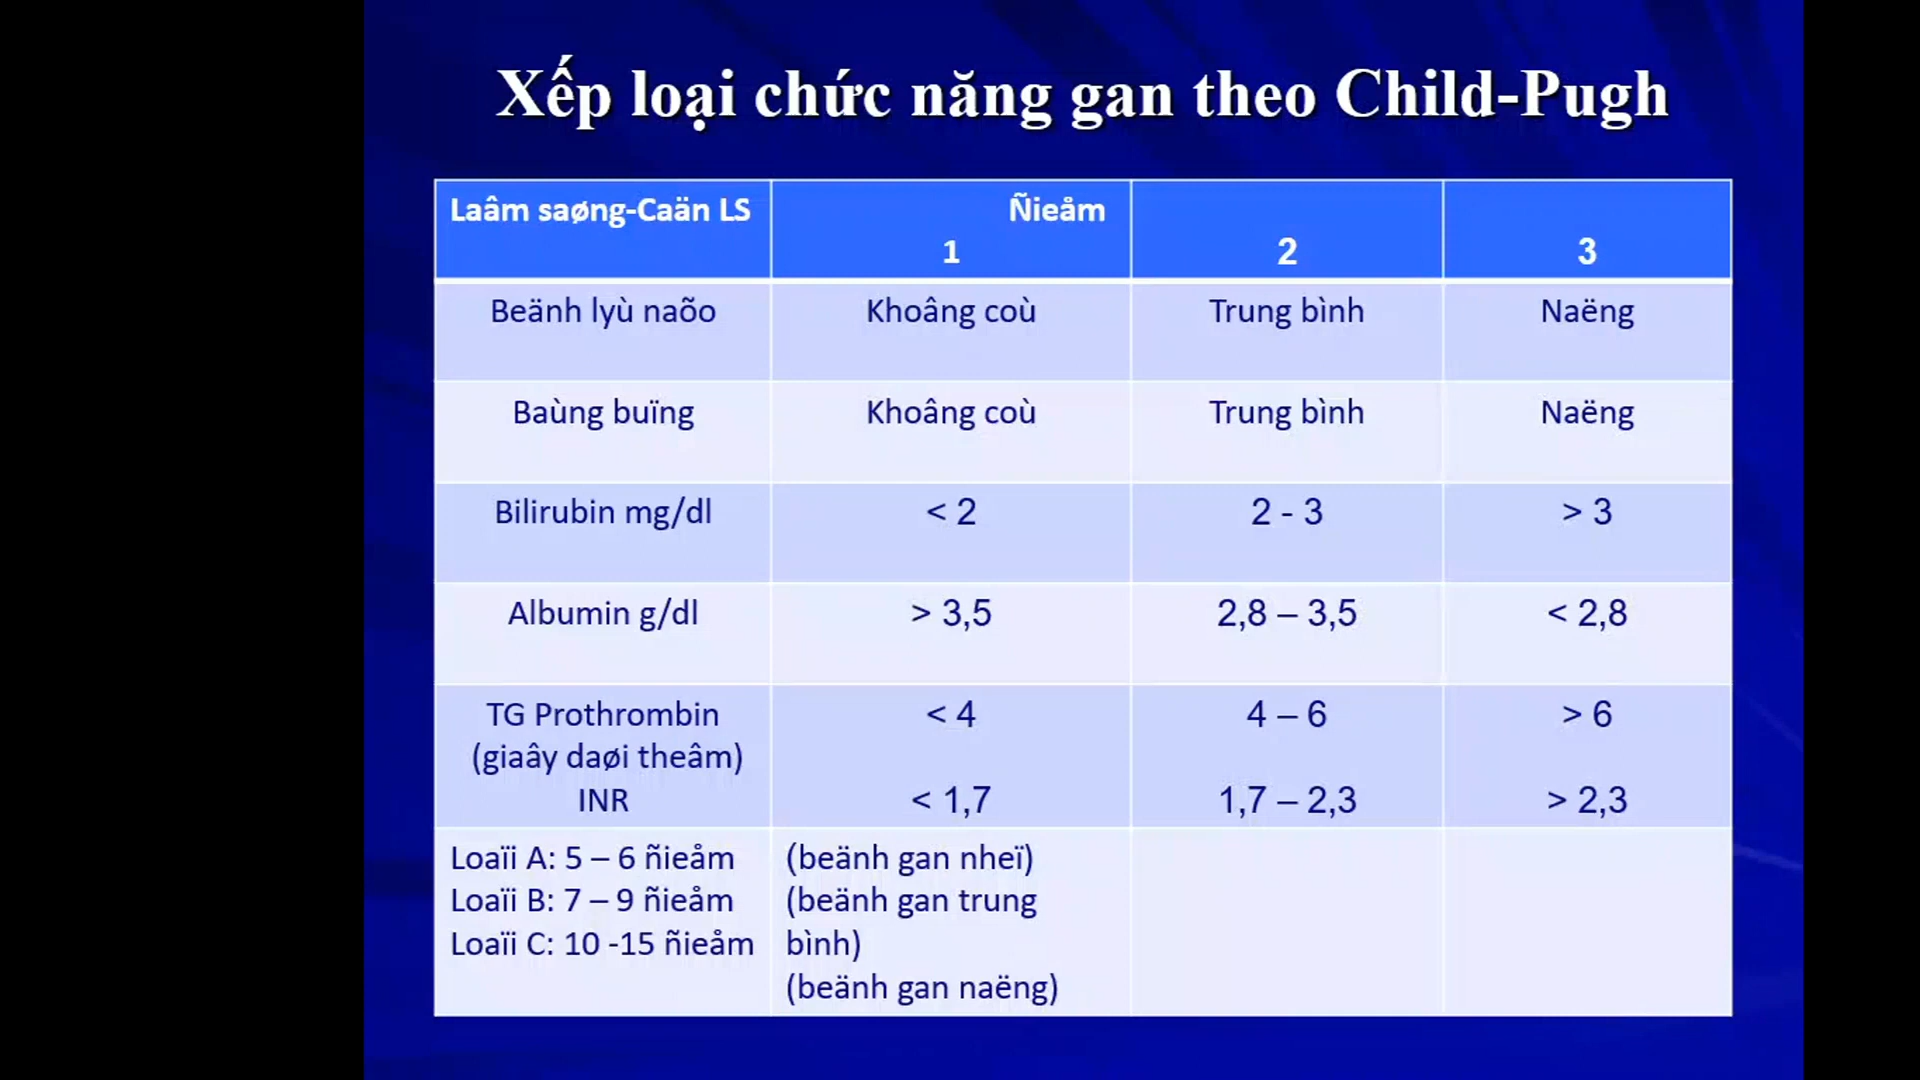 Xếp loại chức năng gan theo Child-Pugh
Laâm saøng-Caän LS Ñieåm
1 2 3
Beänh lyù naõo Khoâng coù Trung bình Naëng
Baùng buïng Khoâng coù Trung bình Naëng
Bilirubin mg/dl < 2 2 - 3 > 3
Albumin g/dl > 3,5 2,8 – 3,5 < 2,8
TG Prothrombin < 4 4 – 6 > 6
(giaây daøi theâm)
INR < 1,7 1,7 – 2,3 > 2,3
Loaïi A: 5 – 6 ñieåm (beänh gan nheï)
Loaïi B: 7 – 9 ñieåm (beänh gan trung
Loaïi C: 10 -15 ñieåm bình)
(beänh gan naëng)